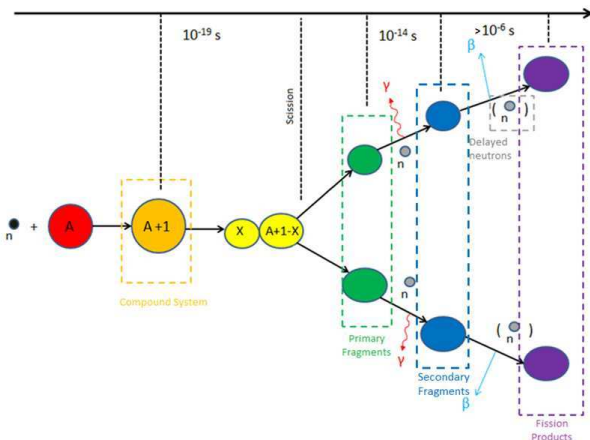 10-19 s
10-14 s
>10-6 s
Scission
β
γ
n
( n )
Delayed
neutrons
n + A
A+1
X
A+1-X
Compound System
n
( n )
Primary
Fragments
γ
Secondary
Fragments
β
Fission
Products